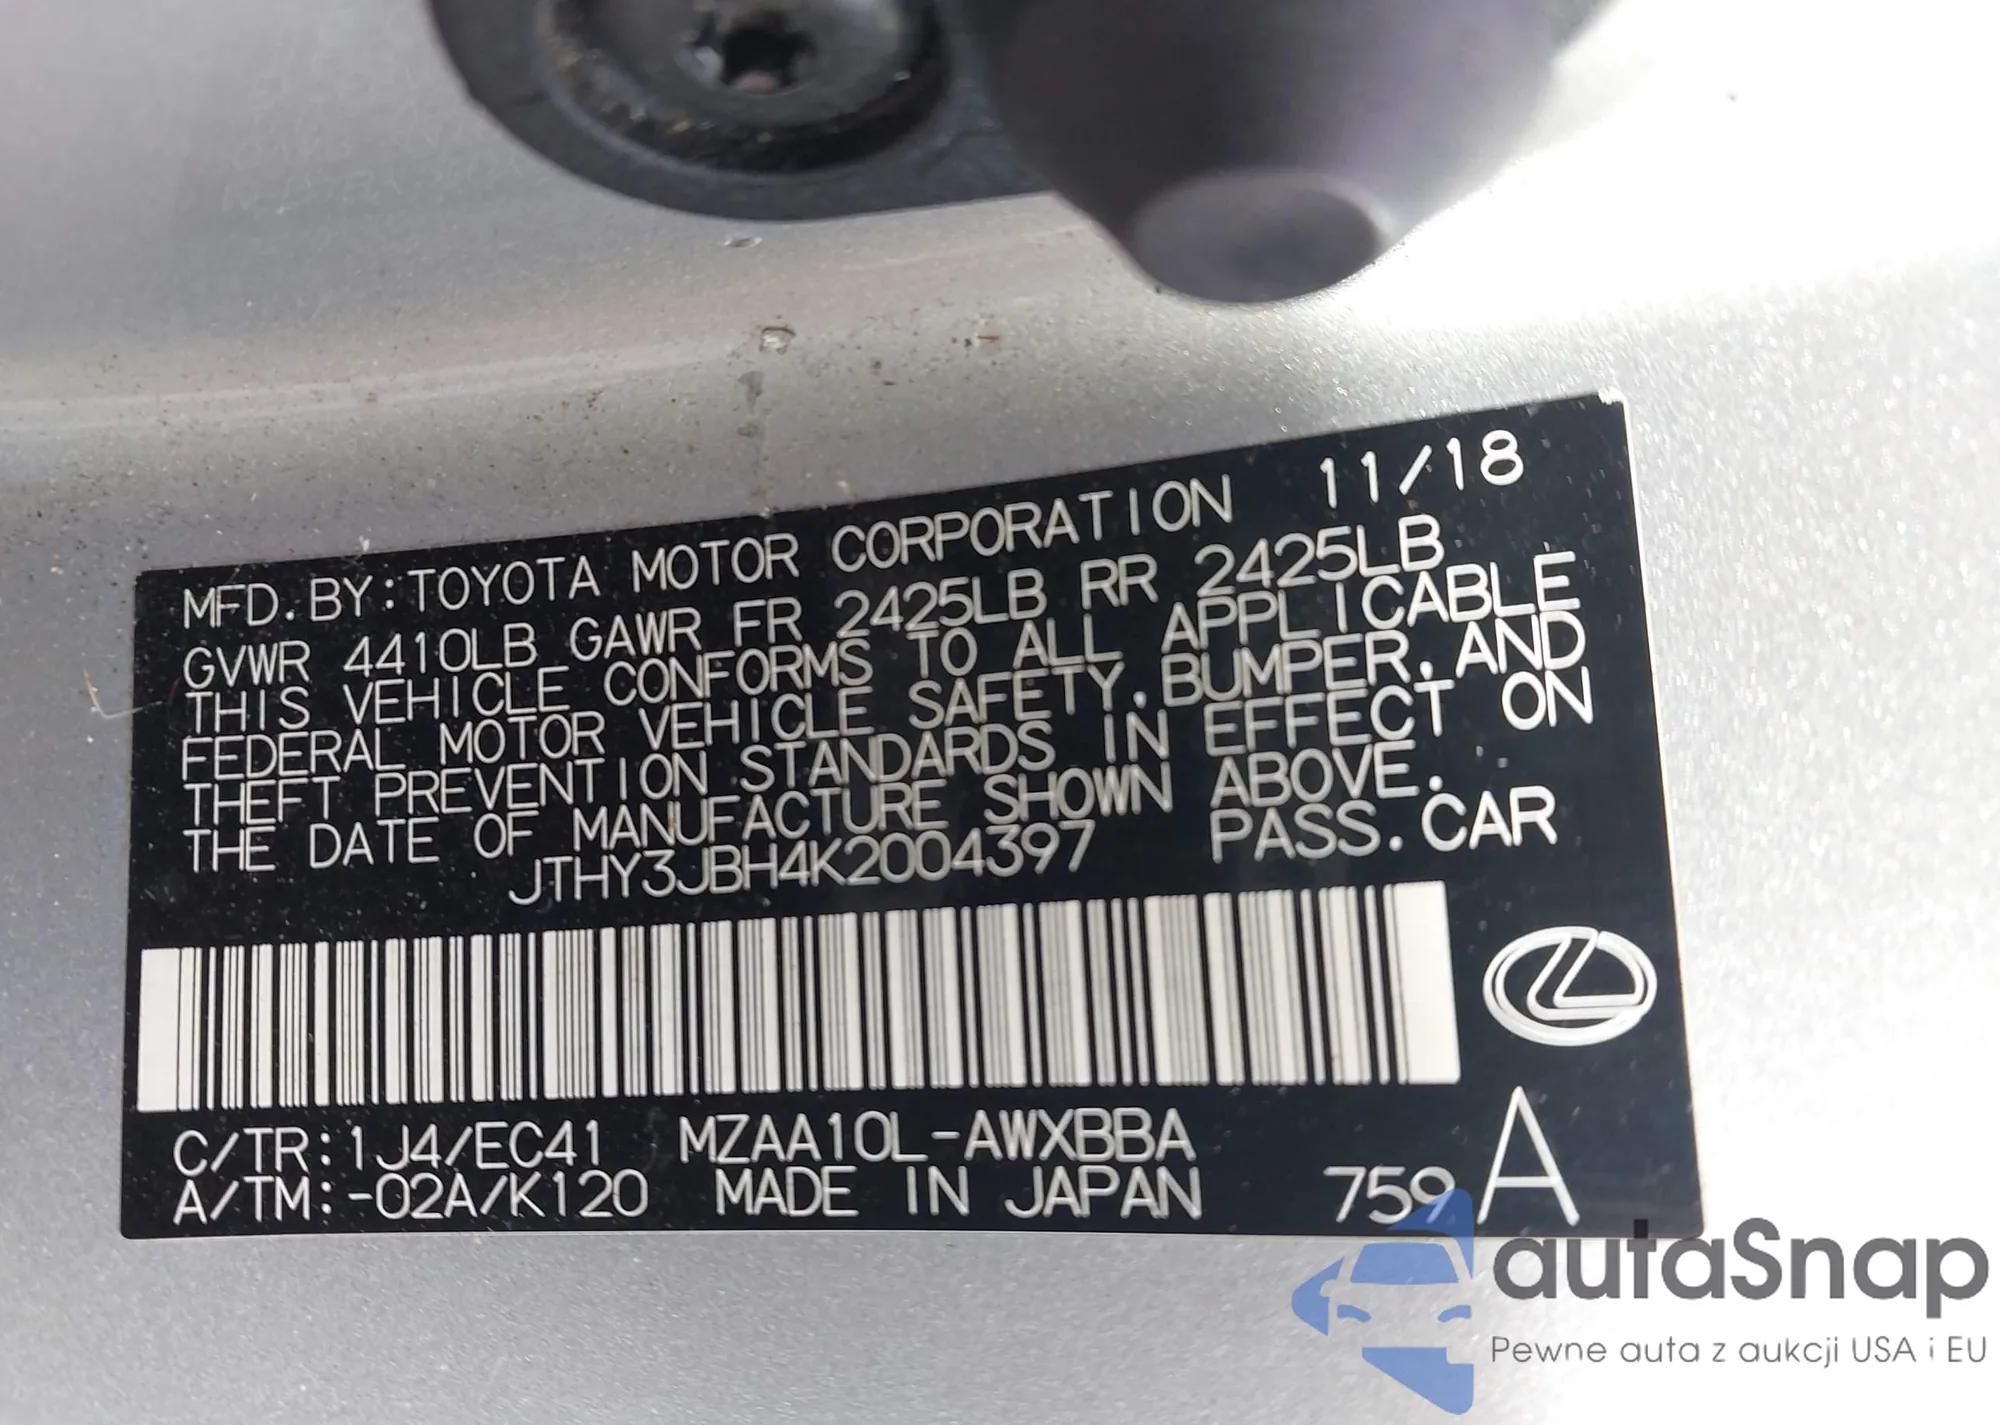 MFD. BY: TOYOTA MOTOR CORPORATION 11/18
GVWR 4410LB GAWR FR 2425LB RR 2425LB
THIS VEHICLE CONFORMS TO ALL APPLICABLE
FEDERAL MOTOR VEHICLE SAFETY, BUMPER, AND
THEFT PREVENTION STANDARDS IN EFFECT ON
THE DATE OF MANUFACTURE SHOWN ABOVE.
JTHY3JBH4K2004397 PASS. CAR
C/TR: 1J4/EC41 MZAA10L-AWXBBA
A/TM: -02A/K120 MADE IN JAPAN 759 A
autaSnap
Pewne auta z aukcji USA i EU